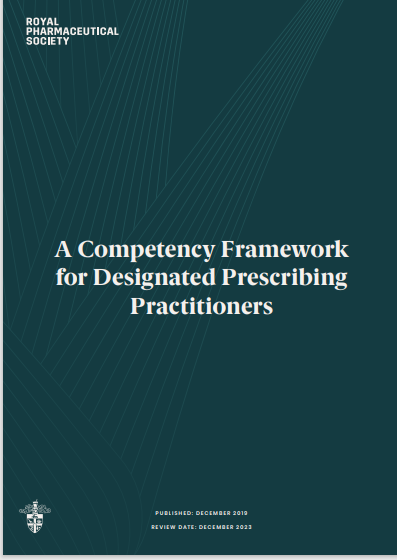 ROYAL
PHARMACEUTICAL
SOCIETY
A Competency Framework
for Designated Prescribing
Practitioners
PUBLISHED: DECEMBER 2019
REVIEW DATE: DECEMBER 2023